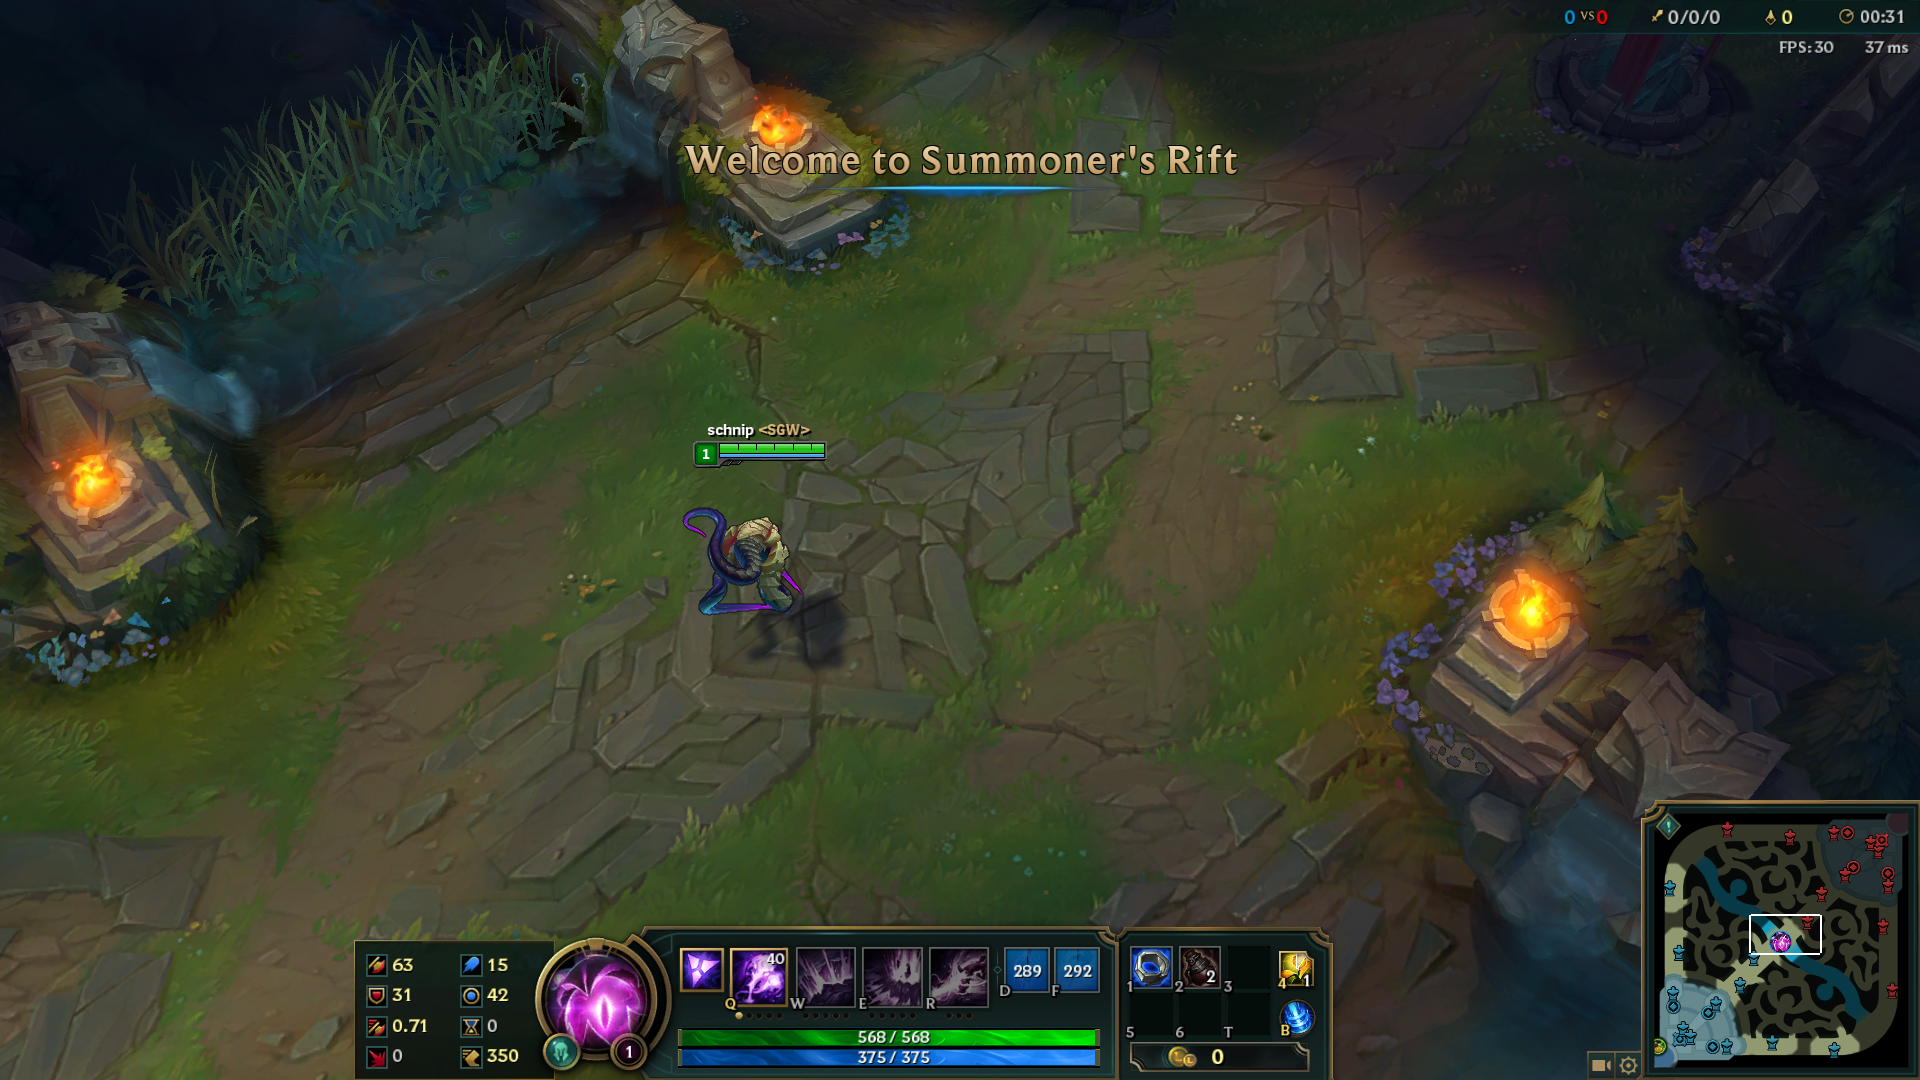 0 VS 0 0/0/0 0 00:31
FPS: 30 37 ms
Welcome to Summoner's Rift
schnip <SGW>
1
63 15
31 42
0.71 0
0 350
1
40
Q W E R
289 292
D F
568 / 568
375 / 375
1 2 2 3 4 1
5 6 T B
0